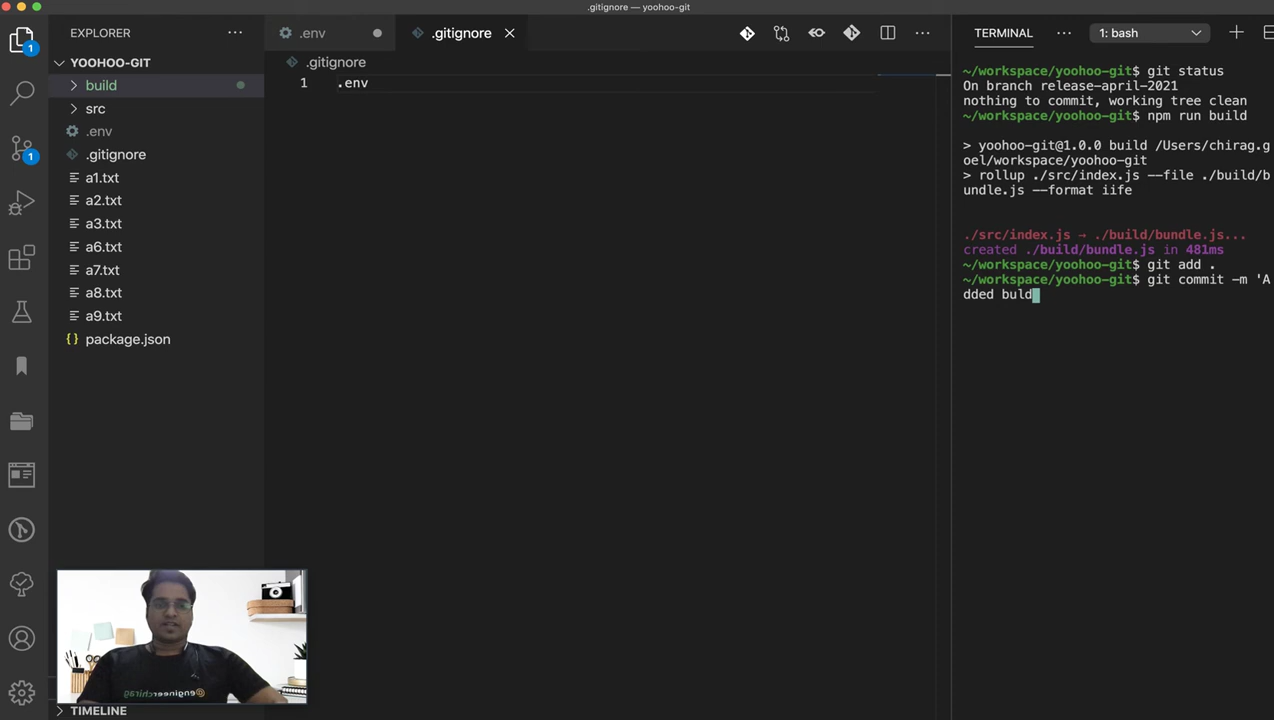 .gitignore — yoohoo-git
EXPLORER
.env
.gitignore
TERMINAL
1: bash
YOOHOO-GIT
build
src
.env
.gitignore
a1.txt
a2.txt
a3.txt
a6.txt
a7.txt
a8.txt
a9.txt
package.json
TIMELINE
1
1
.gitignore
1 .env
~/workspace/yoohoo-git$ git status
On branch release-april-2021
nothing to commit, working tree clean
~/workspace/yoohoo-git$ npm run build
> yoohoo-git@1.0.0 build /Users/chirag.g
oel/workspace/yoohoo-git
> rollup ./src/index.js --file ./build/b
undle.js --format iife
./src/index.js → ./build/bundle.js...
created ./build/bundle.js in 481ms
~/workspace/yoohoo-git$ git add .
~/workspace/yoohoo-git$ git commit -m 'A
dded buld
@engineerchirag